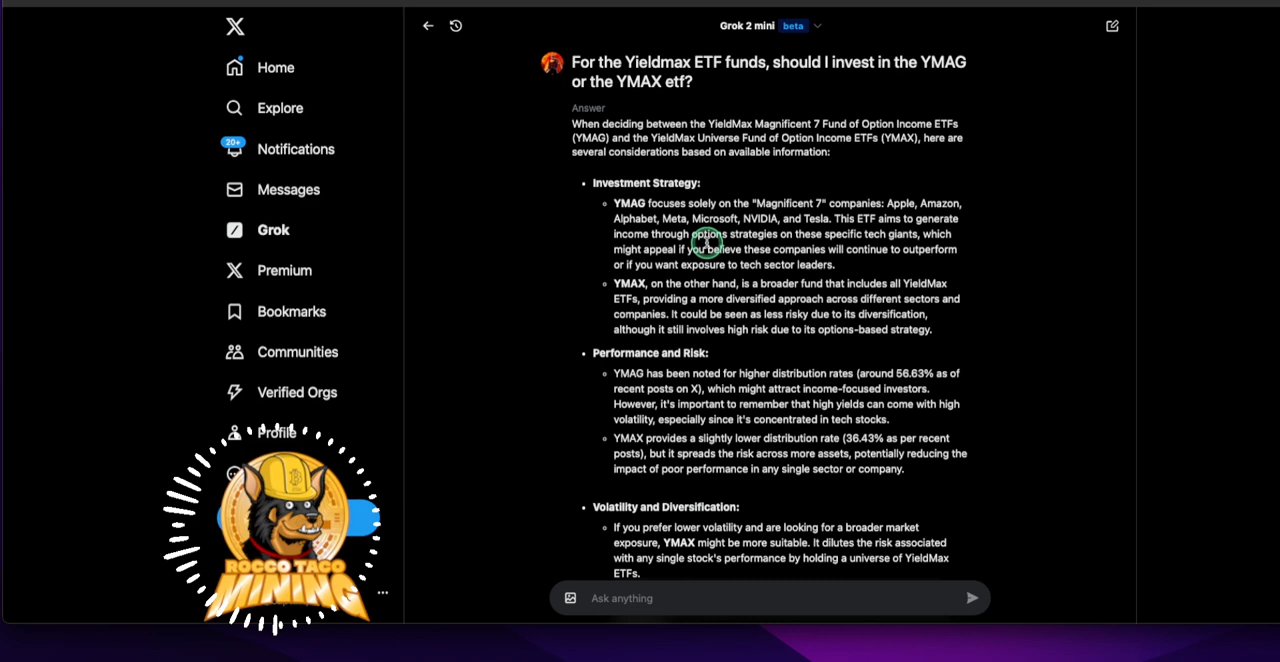 Grok 2 mini beta
Home
Explore
20+
Notifications
Messages
Grok
Premium
Bookmarks
Communities
Verified Orgs
Profile
ROCCO TACO
MINING
For the Yieldmax ETF funds, should I invest in the YMAG
or the YMAX etf?
Answer
When deciding between the YieldMax Magnificent 7 Fund of Option Income ETFs
(YMAG) and the YieldMax Universe Fund of Option Income ETFs (YMAX), here are
several considerations based on available information:
• Investment Strategy:
◦ YMAG focuses solely on the "Magnificent 7" companies: Apple, Amazon,
Alphabet, Meta, Microsoft, NVIDIA, and Tesla. This ETF aims to generate
income through options strategies on these specific tech giants, which
might appeal if you believe these companies will continue to outperform
or if you want exposure to tech sector leaders.
◦ YMAX, on the other hand, is a broader fund that includes all YieldMax
ETFs, providing a more diversified approach across different sectors and
companies. It could be seen as less risky due to its diversification,
although it still involves high risk due to its options-based strategy.
• Performance and Risk:
◦ YMAG has been noted for higher distribution rates (around 56.63% as of
recent posts on X), which might attract income-focused investors.
However, it's important to remember that high yields can come with high
volatility, especially since it's concentrated in tech stocks.
◦ YMAX provides a slightly lower distribution rate (36.43% as per recent
posts), but it spreads the risk across more assets, potentially reducing the
impact of poor performance in any single sector or company.
• Volatility and Diversification:
◦ If you prefer lower volatility and are looking for a broader market
exposure, YMAX might be more suitable. It dilutes the risk associated
with any single stock's performance by holding a universe of YieldMax
ETFs.
Ask anything